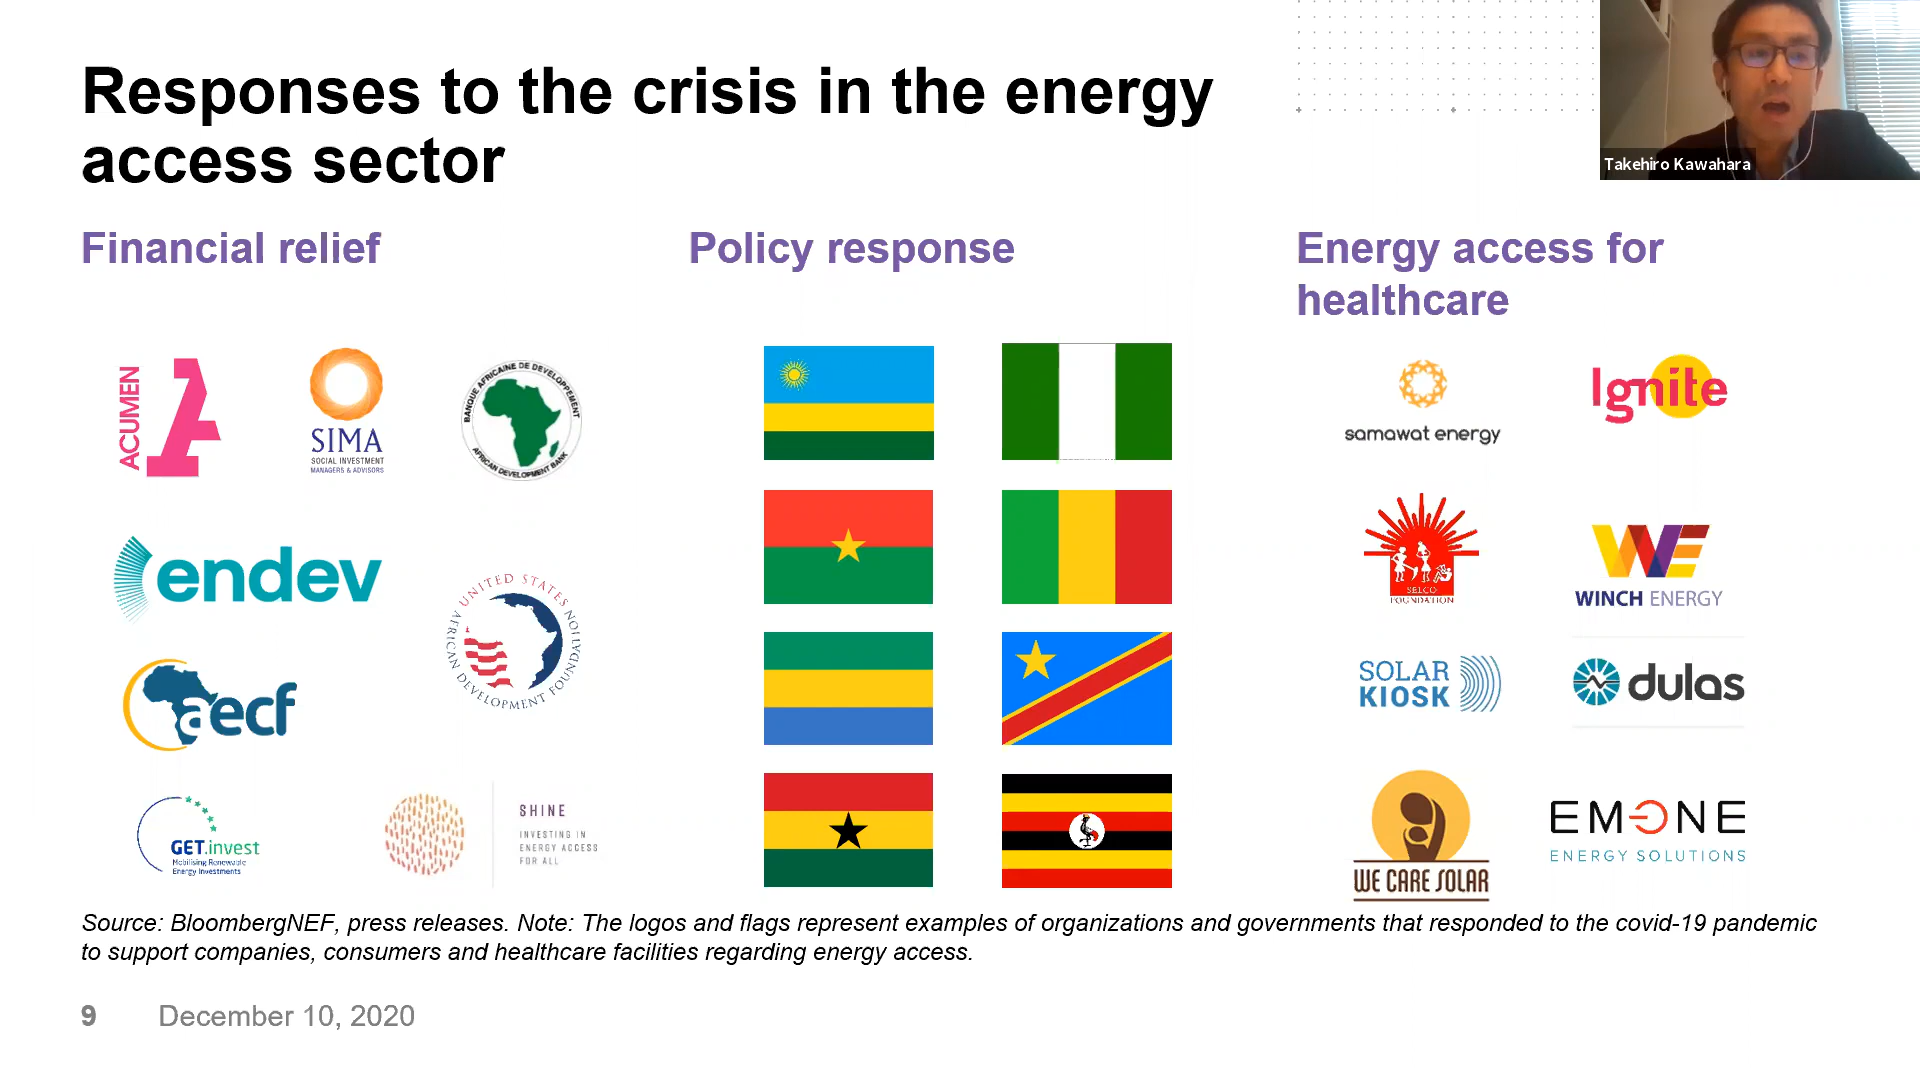 Responses to the crisis in the energy
access sector
Takehiro Kawahara
Financial relief
Policy response
Energy access for
healthcare
ACUMEN
SIMA
SOCIAL INVESTMENT
MANAGERS & ADVISORS
BANQUE AFRICAINE DE DEVELOPPEMENT
AFRICAN DEVELOPMENT BANK
endev
UNITED STATES
AFRICAN DEVELOPMENT FOUNDATION
aecf
GET.invest
Mobilising Renewable
Energy Investments
SHINE
INVESTING IN
ENERGY ACCESS
FOR ALL
samawat energy
Ignite
SELCO
FOUNDATION
WE
WINCH ENERGY
SOLAR
KIOSK
dulas
WE CARE SOLAR
EMONE
ENERGY SOLUTIONS
Source: BloombergNEF, press releases. Note: The logos and flags represent examples of organizations and governments that responded to the covid-19 pandemic
to support companies, consumers and healthcare facilities regarding energy access.
9 December 10, 2020